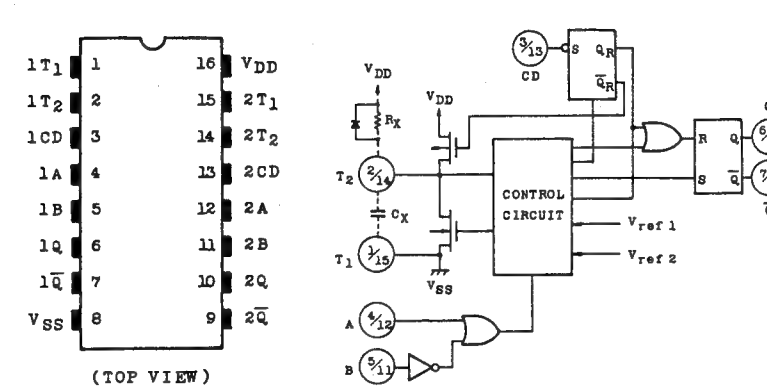 1T1 1 16 VDD
1T2 2 15 2T1
1CD 3 14 2T2
1A 4 13 2CD
1B 5 12 2A
1Q 6 11 2B
1Q̅ 7 10 2Q
VSS 8 9 2Q̅
(TOP VIEW)
3/13 CD
S QR
Q̅R
VDD
RX
VDD
T2 2/14
CX
T1 1/15
VSS
CONTROL
CIRCUIT
R Q
S Q̅
Vref 1
Vref 2
A 4/12
B 5/11